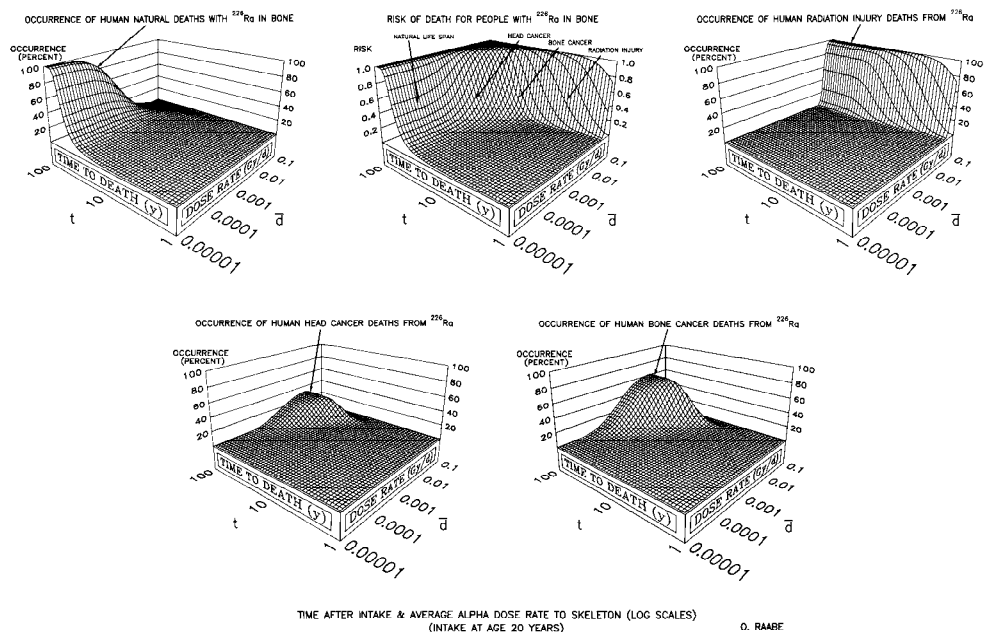 OCCURRENCE OF HUMAN NATURAL DEATHS WITH ²²⁶Ra IN BONE
OCCURRENCE
(PERCENT)
100
80
60
40
20
100
80
60
40
20
TIME TO DEATH (y)
DOSE RATE (Gy/d)
100
10
1
t
0.1
0.01
0.001
0.0001
0.00001
d̄
RISK OF DEATH FOR PEOPLE WITH ²²⁶Ra IN BONE
NATURAL LIFE SPAN
HEAD CANCER
BONE CANCER
RADIATION INJURY
RISK
1.0
0.8
0.6
0.4
0.2
1.0
0.8
0.6
0.4
0.2
TIME TO DEATH (y)
DOSE RATE (Gy/d)
100
10
1
t
0.1
0.01
0.001
0.0001
0.00001
d̄
OCCURRENCE OF HUMAN RADIATION INJURY DEATHS FROM ²²⁶Ra
OCCURRENCE
(PERCENT)
100
80
60
40
20
100
80
60
40
20
TIME TO DEATH (y)
DOSE RATE (Gy/d)
100
10
1
t
0.1
0.01
0.001
0.0001
0.00001
d̄
OCCURRENCE OF HUMAN HEAD CANCER DEATHS FROM ²²⁶Ra
OCCURRENCE
(PERCENT)
100
80
60
40
20
100
80
60
40
20
TIME TO DEATH (y)
DOSE RATE (Gy/d)
100
10
1
t
0.1
0.01
0.001
0.0001
0.00001
d̄
OCCURRENCE OF HUMAN BONE CANCER DEATHS FROM ²²⁶Ra
OCCURRENCE
(PERCENT)
100
80
60
40
20
100
80
60
40
20
TIME TO DEATH (y)
DOSE RATE (Gy/d)
100
10
1
t
0.1
0.01
0.001
0.0001
0.00001
d̄
TIME AFTER INTAKE & AVERAGE ALPHA DOSE RATE TO SKELETON (LOG SCALES)
(INTAKE AT AGE 20 YEARS)
O. RAABE